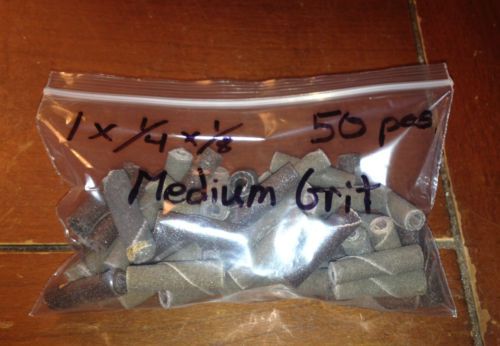 1 x 1/4 x 1/8 50 pcs
Medium Grit